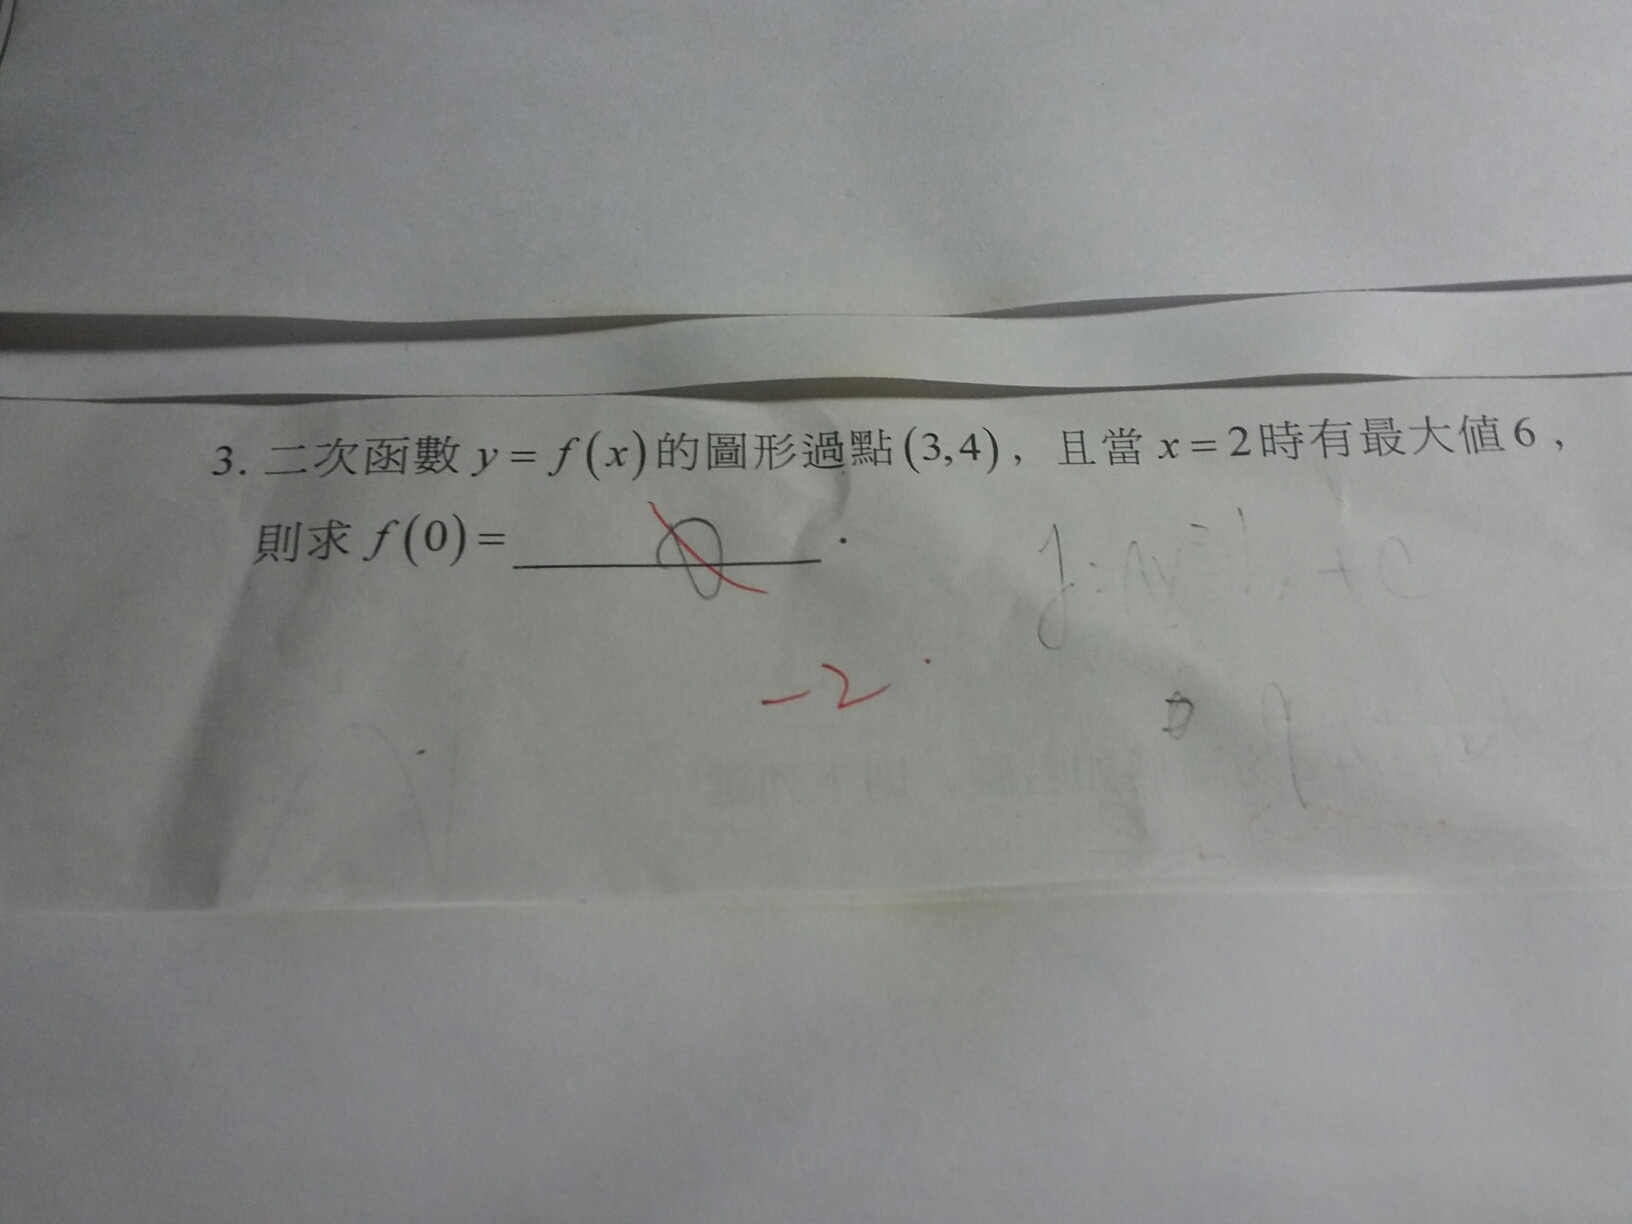 3. 二次函數 y = f(x)的圖形過點(3,4)，且當 x = 2時有最大值6，
則求 f(0) = 0 .
-2